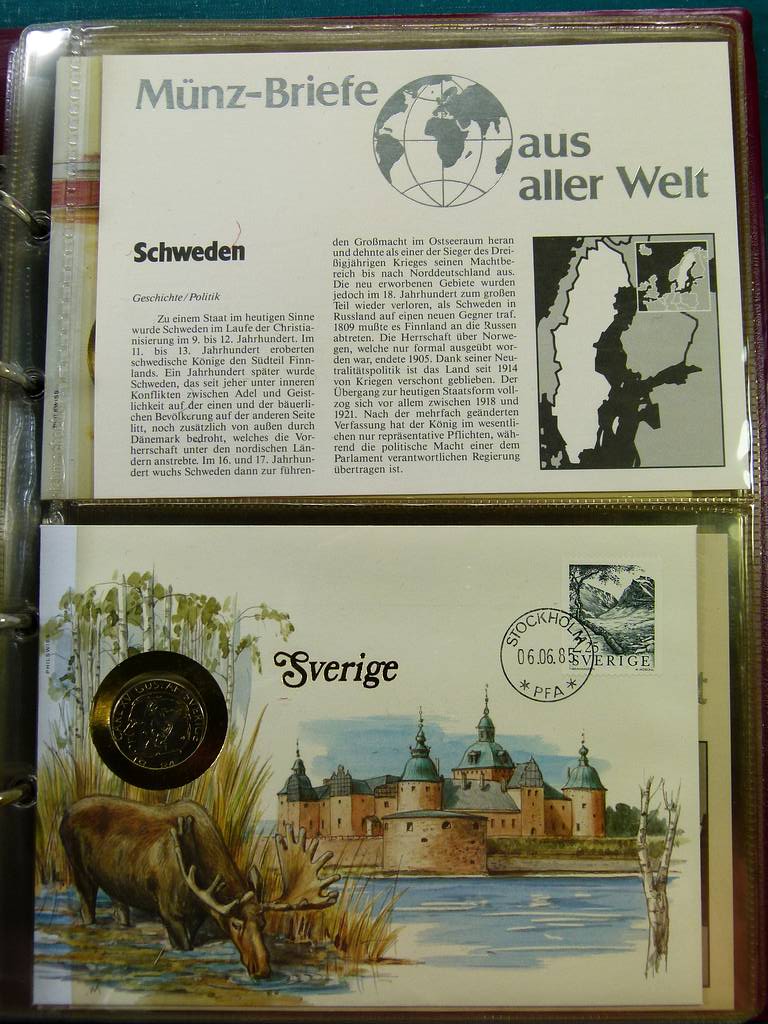 Münz-Briefe
aus
aller Welt
Schweden
Geschichte/Politik
Zu einem Staat im heutigen Sinne
wurde Schweden im Laufe der Christia-
nisierung im 9. bis 12. Jahrhundert. Im
11. bis 13. Jahrhundert eroberten
schwedische Könige den Südteil Finn-
lands. Ein Jahrhundert später wurde
Schweden, das seit jeher unter inneren
Konflikten zwischen Adel und Geist-
lichkeit auf der einen und der bäuerli-
chen Bevölkerung auf der anderen Seite
litt, noch zusätzlich von außen durch
Dänemark bedroht, welches die Vor-
herrschaft unter den nordischen Län-
dern anstrebte. Im 16. und 17. Jahrhun-
dert wuchs Schweden dann zur führen-
den Großmacht im Ostseeraum heran
und dehnte als einer der Sieger des Drei-
ßigjährigen Krieges seinen Machtbe-
reich bis nach Norddeutschland aus.
Die neu erworbenen Gebiete wurden
jedoch im 18. Jahrhundert zum großen
Teil wieder verloren, als Schweden in
Russland auf einen neuen Gegner traf.
1809 mußte es Finnland an die Russen
abtreten. Die Herrschaft über Norwe-
gen, welche nur formal ausgeübt wor-
den war, endete 1905. Dank seiner Neu-
tralitätspolitik ist das Land seit 1914
von Kriegen verschont geblieben. Der
Übergang zur heutigen Staatsform voll-
zog sich vor allem zwischen 1918 und
1921. Nach der mehrfach geänderten
Verfassung hat der König im wesentli-
chen nur repräsentative Pflichten, wäh-
rend die politische Macht einer dem
Parlament verantwortlichen Regierung
übertragen ist.
PHILSWISS
Sverige
STOCKHOLM
06.06.85
* PFA *
SVERIGE